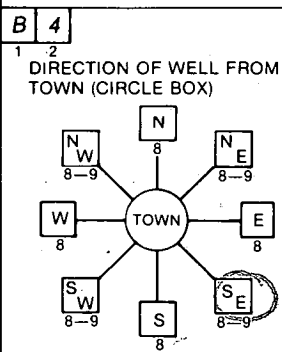 B 4
1 2
DIRECTION OF WELL FROM
TOWN (CIRCLE BOX)
N
8
N W
8—9
N E
8—9
W
8
TOWN
E
8
S W
8—9
S E
8—9
S
8